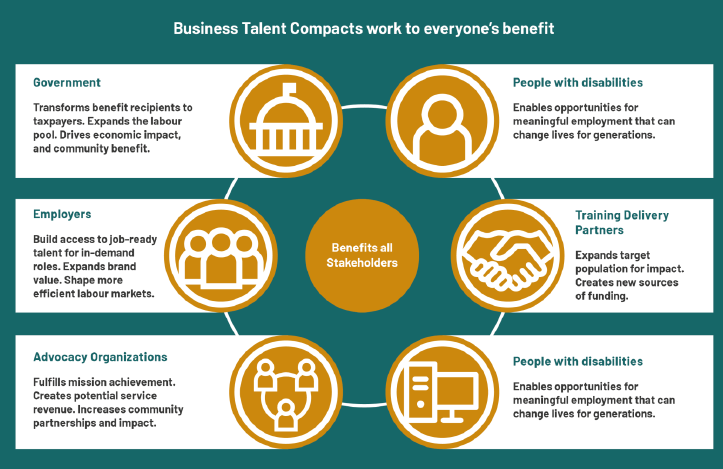 Business Talent Compacts work to everyone's benefit
Government
Transforms benefit recipients to
taxpayers. Expands the labour
pool. Drives economic impact,
and community benefit.
People with disabilities
Enables opportunities for
meaningful employment that can
change lives for generations.
Employers
Build access to job-ready
talent for in-demand
roles. Expands brand
value. Shape more
efficient labour markets.
Benefits all
Stakeholders
Training Delivery
Partners
Expands target
population for impact.
Creates new sources
of funding.
Advocacy Organizations
Fulfills mission achievement.
Creates potential service
revenue. Increases community
partnerships and impact.
People with disabilities
Enables opportunities for
meaningful employment that can
change lives for generations.